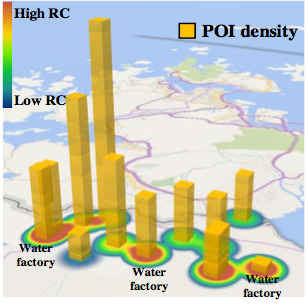 High RC
POI density
Low RC
Water
factory
Water
factory
Water
factory